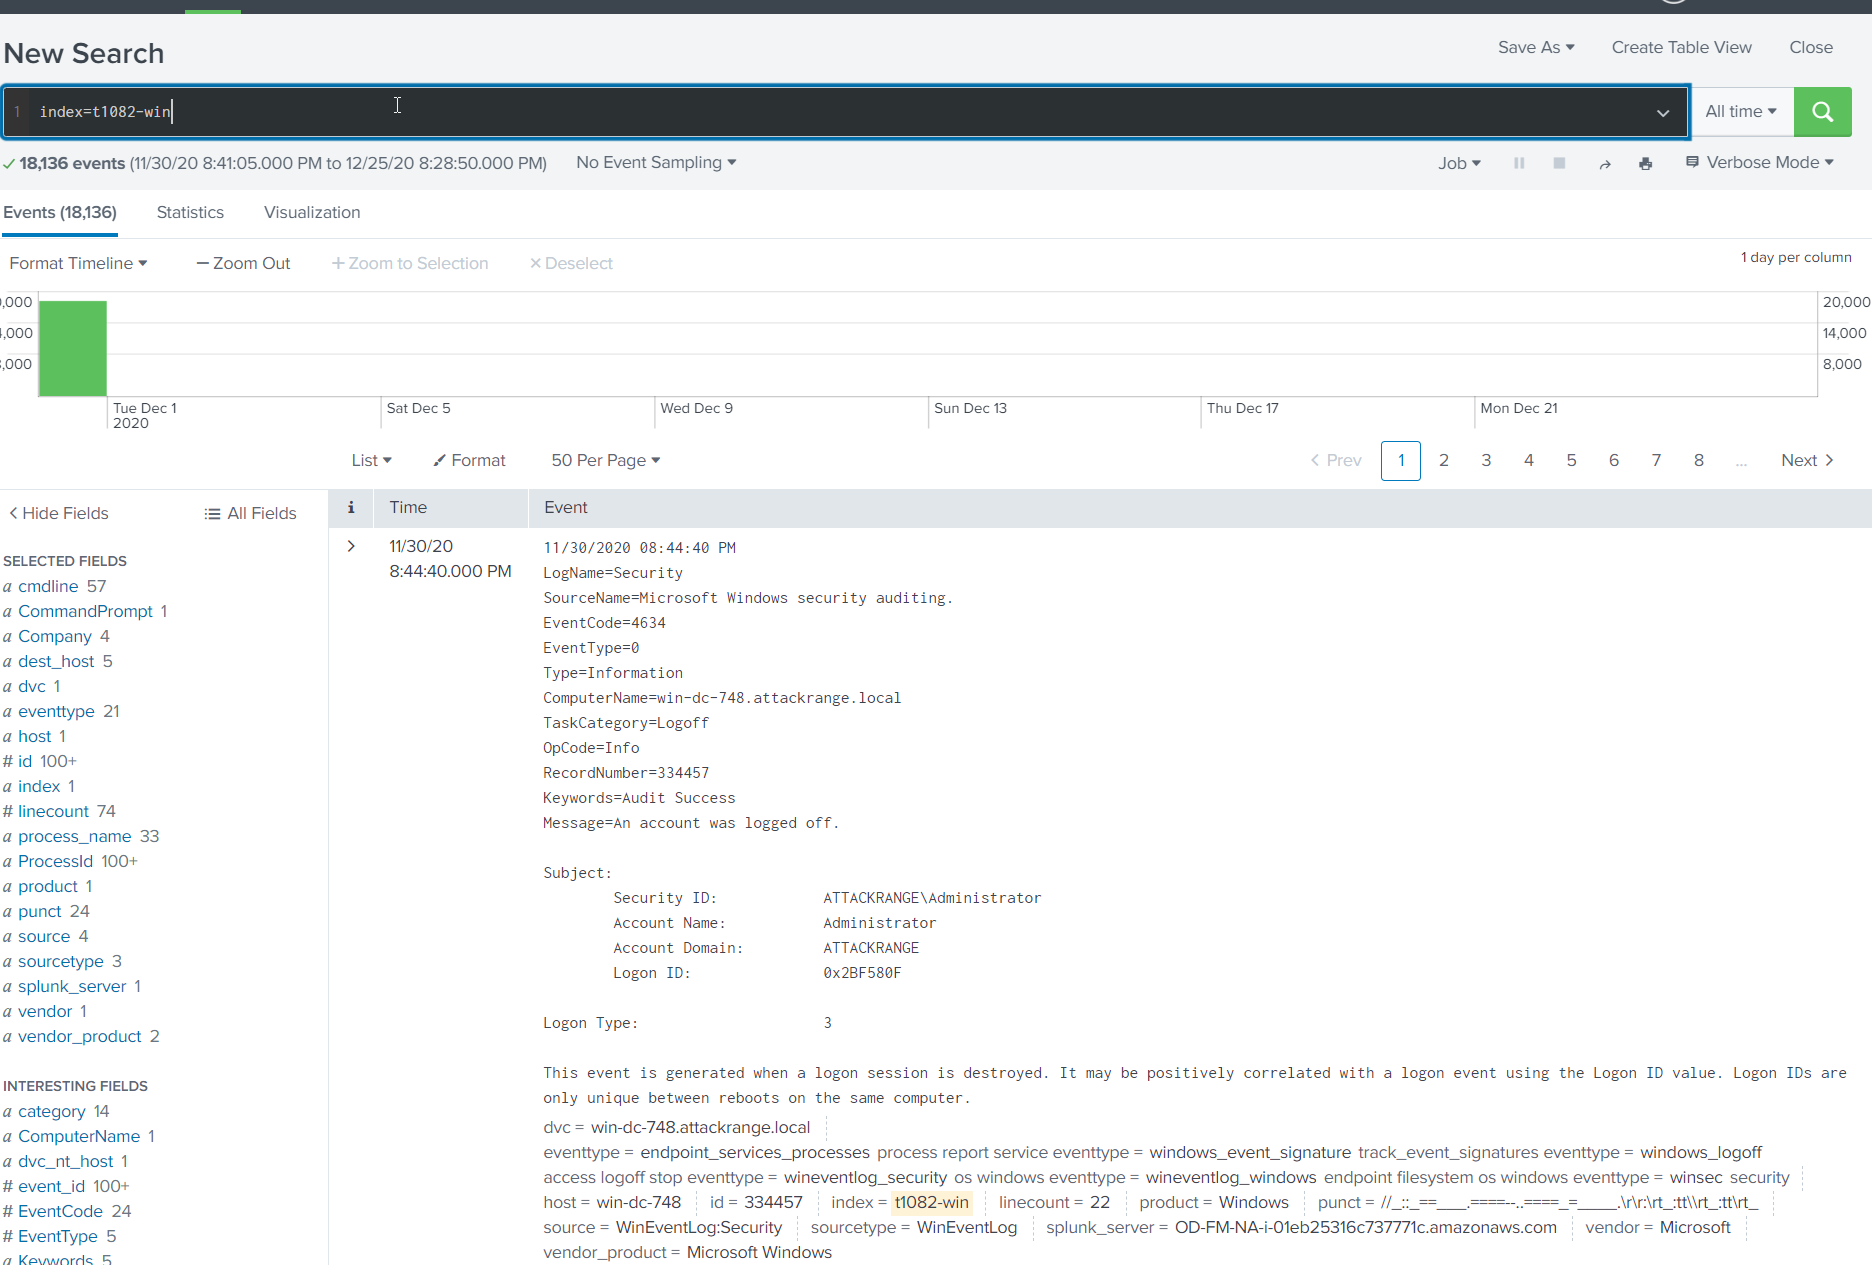 New Search
Save As
Create Table View
Close
1 index=t1082-win
All time
18,136 events (11/30/20 8:41:05.000 PM to 12/25/20 8:28:50.000 PM)
No Event Sampling
Job
Verbose Mode
Events (18,136)
Statistics
Visualization
Format Timeline
— Zoom Out
+ Zoom to Selection
× Deselect
1 day per column
,000
,000
,000
20,000
14,000
8,000
Tue Dec 1
2020
Sat Dec 5
Wed Dec 9
Sun Dec 13
Thu Dec 17
Mon Dec 21
List
Format
50 Per Page
< Prev
1 2 3 4 5 6 7 8 ...
Next >
< Hide Fields
All Fields
SELECTED FIELDS
a cmdline 57
a CommandPrompt 1
a Company 4
a dest_host 5
a dvc 1
a eventtype 21
a host 1
# id 100+
a index 1
# linecount 74
a process_name 33
a ProcessId 100+
a product 1
a punct 24
a source 4
a sourcetype 3
a splunk_server 1
a vendor 1
a vendor_product 2
INTERESTING FIELDS
a category 14
a ComputerName 1
a dvc_nt_host 1
# event_id 100+
# EventCode 24
# EventType 5
a Keywords 5
i
Time
Event
>
11/30/20
8:44:40.000 PM
11/30/2020 08:44:40 PM
LogName=Security
SourceName=Microsoft Windows security auditing.
EventCode=4634
EventType=0
Type=Information
ComputerName=win-dc-748.attackrange.local
TaskCategory=Logoff
OpCode=Info
RecordNumber=334457
Keywords=Audit Success
Message=An account was logged off.
Subject:
Security ID: ATTACKRANGE\Administrator
Account Name: Administrator
Account Domain: ATTACKRANGE
Logon ID: 0x2BF580F
Logon Type: 3
This event is generated when a logon session is destroyed. It may be positively correlated with a logon event using the Logon ID value. Logon IDs are
only unique between reboots on the same computer.
dvc = win-dc-748.attackrange.local
eventtype = endpoint_services_processes process report service eventtype = windows_event_signature track_event_signatures eventtype = windows_logoff
access logoff stop eventtype = wineventlog_security os windows eventtype = wineventlog_windows endpoint filesystem os windows eventtype = winsec security
host = win-dc-748 id = 334457 index = t1082-win linecount = 22 product = Windows punct = //_::_==____.====--..====_=_____.\r\r:\rt_:tt\\rt_:tt\rt_
source = WinEventLog:Security sourcetype = WinEventLog splunk_server = OD-FM-NA-i-01eb25316c737771c.amazonaws.com vendor = Microsoft
vendor_product = Microsoft Windows